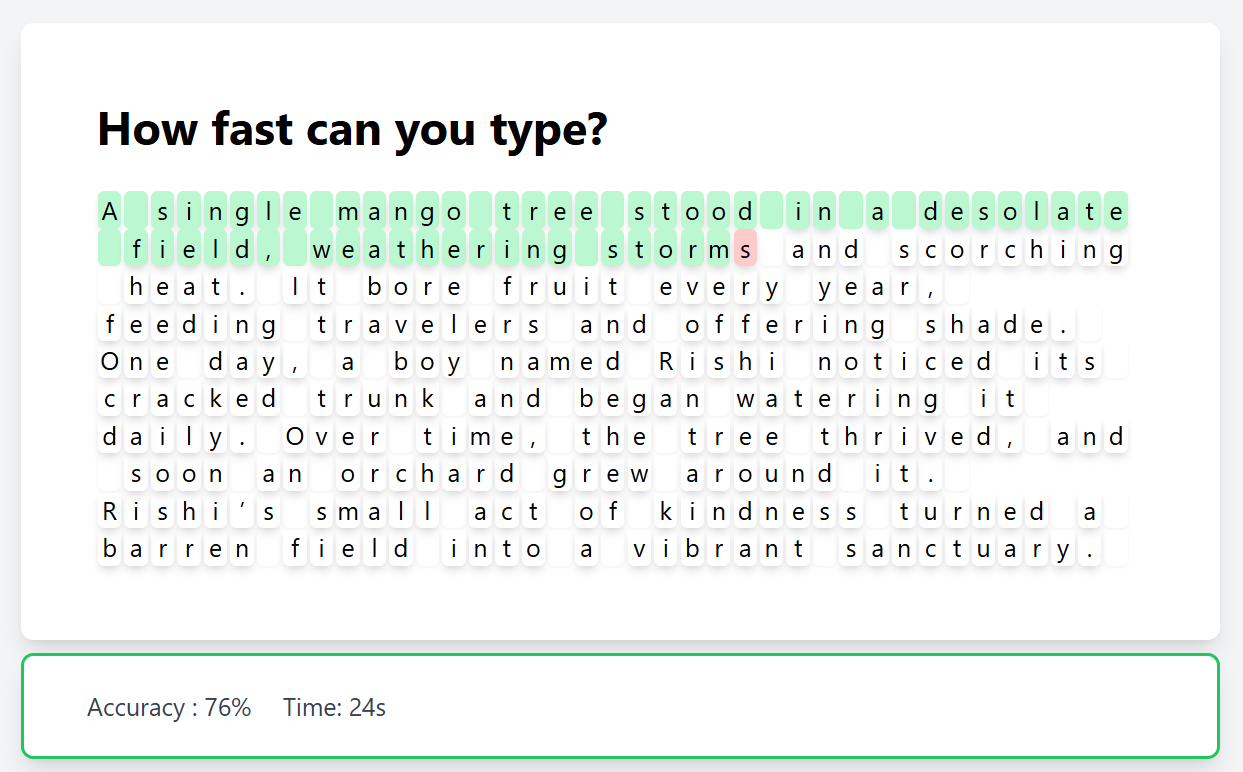 How fast can you type?
A single mango tree stood in a desolate
field, weathering storms and scorching
heat. It bore fruit every year,
feeding travelers and offering shade.
One day, a boy named Rishi noticed its
cracked trunk and began watering it
daily. Over time, the tree thrived, and
soon an orchard grew around it.
Rishi’s small act of kindness turned a
barren field into a vibrant sanctuary.
Accuracy : 76% Time: 24s